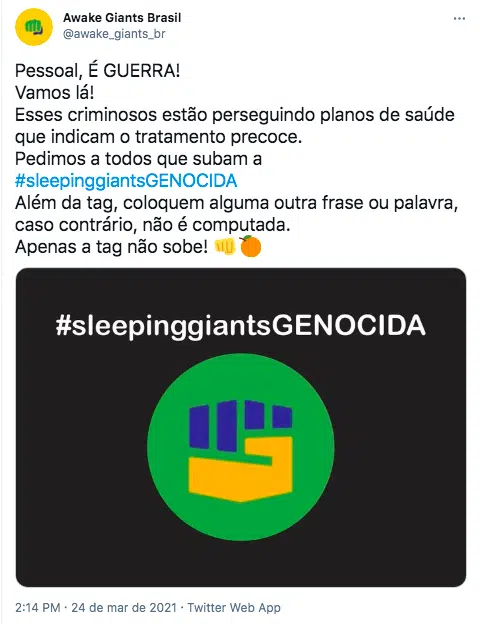 Awake Giants Brasil
@awake_giants_br
Pessoal, É GUERRA!
Vamos lá!
Esses criminosos estão perseguindo planos de saúde
que indicam o tratamento precoce.
Pedimos a todos que subam a
#sleepinggiantsGENOCIDA
Além da tag, coloquem alguma outra frase ou palavra,
caso contrário, não é computada.
Apenas a tag não sobe! 👊🍊
#sleepinggiantsGENOCIDA
2:14 PM · 24 de mar de 2021 · Twitter Web App